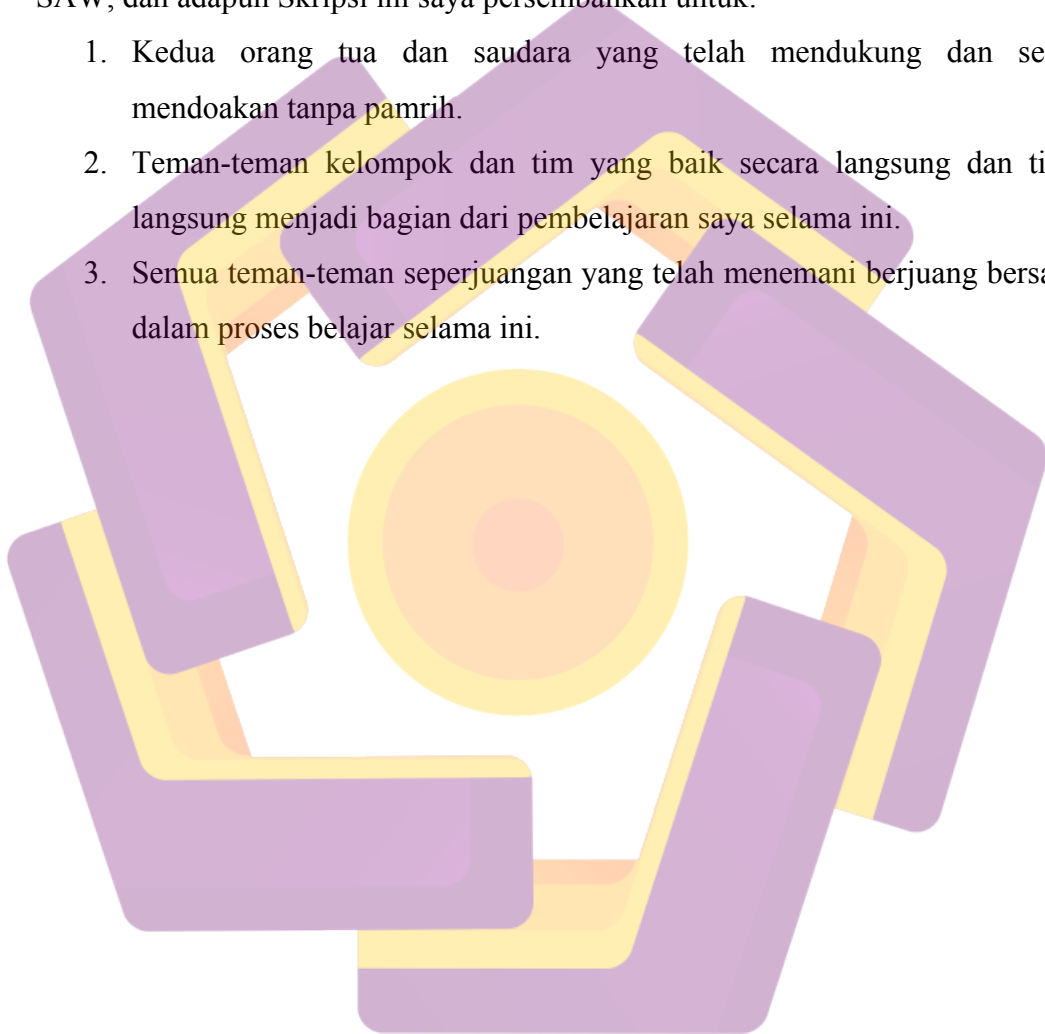 SAW, dan adapun Skripsi ini saya persembahkan untuk:
1. Kedua orang tua dan saudara yang telah mendukung dan se
mendoakan tanpa pamrih.
2. Teman-teman kelompok dan tim yang baik secara langsung dan ti
langsung menjadi bagian dari pembelajaran saya selama ini.
3. Semua teman-teman seperjuangan yang telah menemani berjuang bersa
dalam proses belajar selama ini.